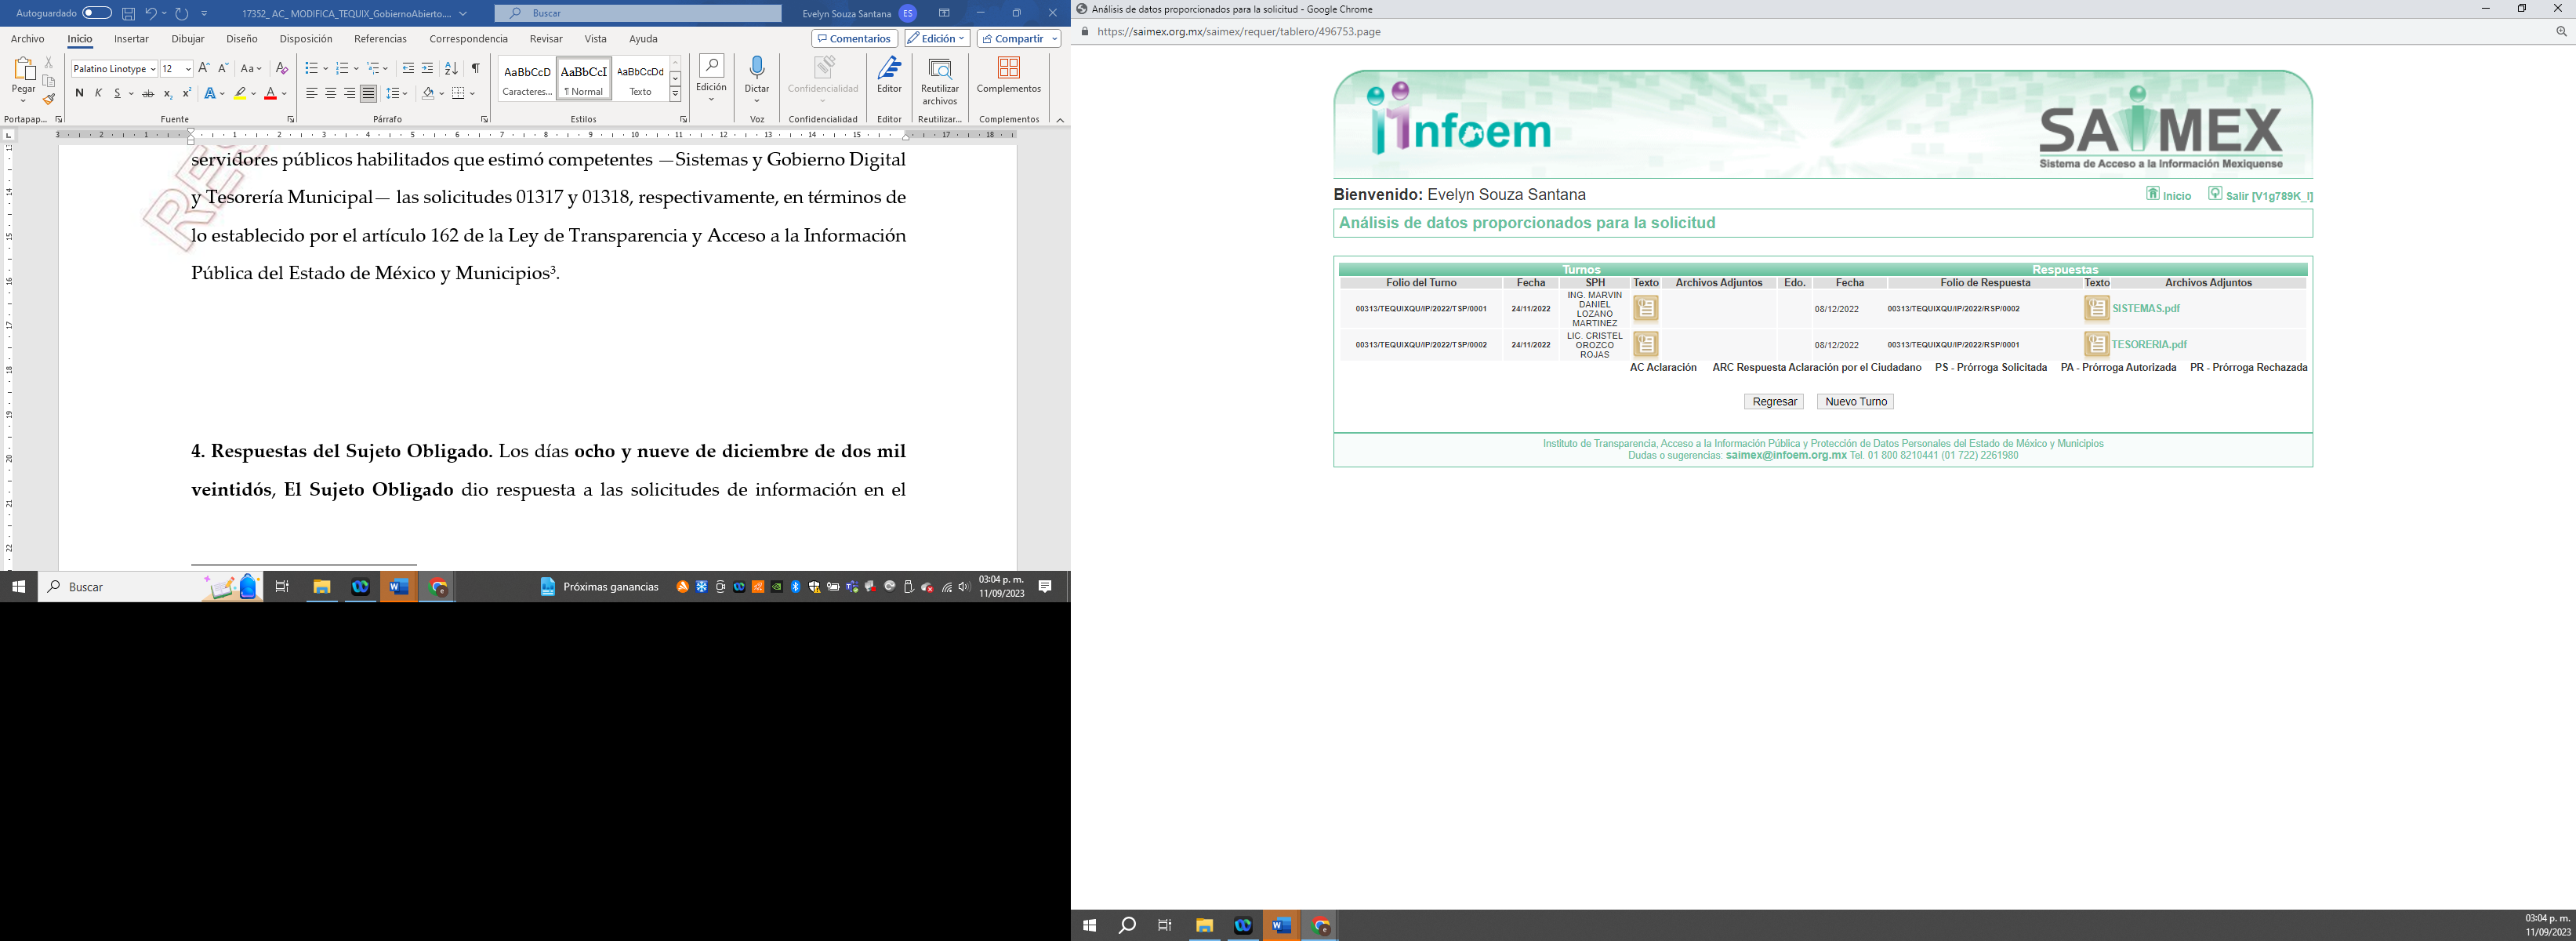 Autoguardado
17352_ AC_ MODIFICA_TEQUIX_GobiernoAbierto....
Buscar
Evelyn Souza Santana
ES
Archivo Inicio Insertar Dibujar Diseño Disposición Referencias Correspondencia Revisar Vista Ayuda
Comentarios Edición Compartir
Pegar
Palatino Linotype 12
AaBbCcD AaBbCcI AaBbCcDd
Caracteres... ¶ Normal Texto
Edición
Dictar
Confidencialidad
Editor
Reutilizar archivos
Complementos
Portapap... Fuente Párrafo Estilos Voz Confidencialidad Editor Reutilizar... Complementos
servidores públicos habilitados que estimó competentes —Sistemas y Gobierno Digital
y Tesorería Municipal— las solicitudes 01317 y 01318, respectivamente, en términos de
lo establecido por el artículo 162 de la Ley de Transparencia y Acceso a la Información
Pública del Estado de México y Municipios³.
4. Respuestas del Sujeto Obligado. Los días ocho y nueve de diciembre de dos mil
veintidós, El Sujeto Obligado dio respuesta a las solicitudes de información en el
Buscar
Próximas ganancias
03:04 p. m.
11/09/2023
Análisis de datos proporcionados para la solicitud - Google Chrome
https://saimex.org.mx/saimex/requer/tablero/496753.page
infoem
SAIMEX
Sistema de Acceso a la Información Mexiquense
Bienvenido: Evelyn Souza Santana
Inicio Salir [V1g789K_I]
Análisis de datos proporcionados para la solicitud
Turnos Respuestas
Folio del Turno Fecha SPH Texto Archivos Adjuntos Edo. Fecha Folio de Respuesta Texto Archivos Adjuntos
00313/TEQUIXQU/IP/2022/TSP/0001 24/11/2022 ING. MARVIN DANIEL LOZANO MARTINEZ 08/12/2022 00313/TEQUIXQU/IP/2022/RSP/0002 SISTEMAS.pdf
00313/TEQUIXQU/IP/2022/TSP/0002 24/11/2022 LIC. CRISTEL OROZCO ROJAS 08/12/2022 00313/TEQUIXQU/IP/2022/RSP/0001 TESORERIA.pdf
AC Aclaración ARC Respuesta Aclaración por el Ciudadano PS - Prórroga Solicitada PA - Prórroga Autorizada PR - Prórroga Rechazada
Regresar Nuevo Turno
Instituto de Transparencia, Acceso a la Información Pública y Protección de Datos Personales del Estado de México y Municipios
Dudas o sugerencias: saimex@infoem.org.mx Tel. 01 800 8210441 (01 722) 2261980
03:04 p. m.
11/09/2023